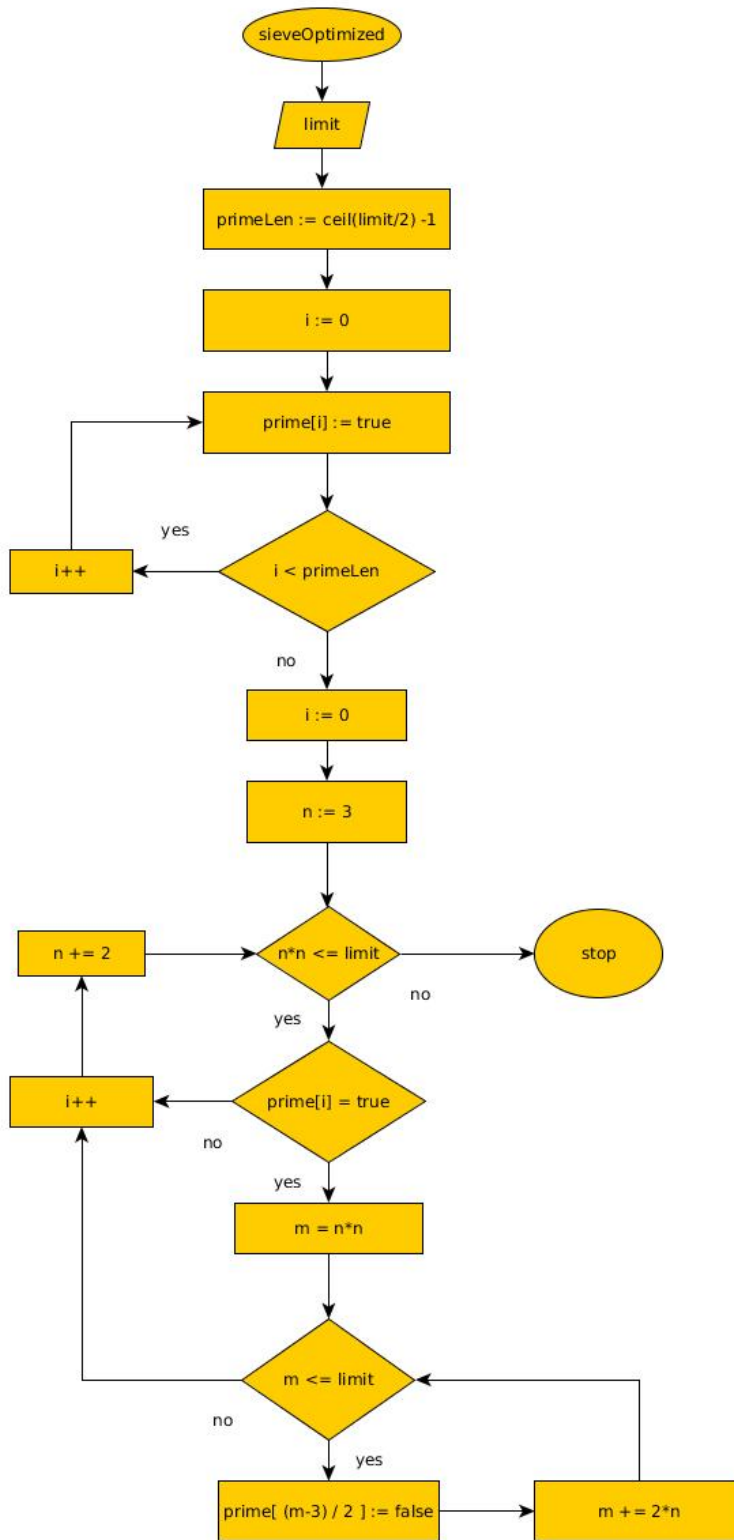 sieveOptimized
limit
primeLen := ceil(limit/2) -1
i := 0
prime[i] := true
yes
i++
i < primeLen
no
i := 0
n := 3
n += 2
n*n <= limit
stop
no
yes
i++
prime[i] = true
no
yes
m = n*n
m <= limit
no
yes
prime[ (m-3) / 2 ] := false
m += 2*n